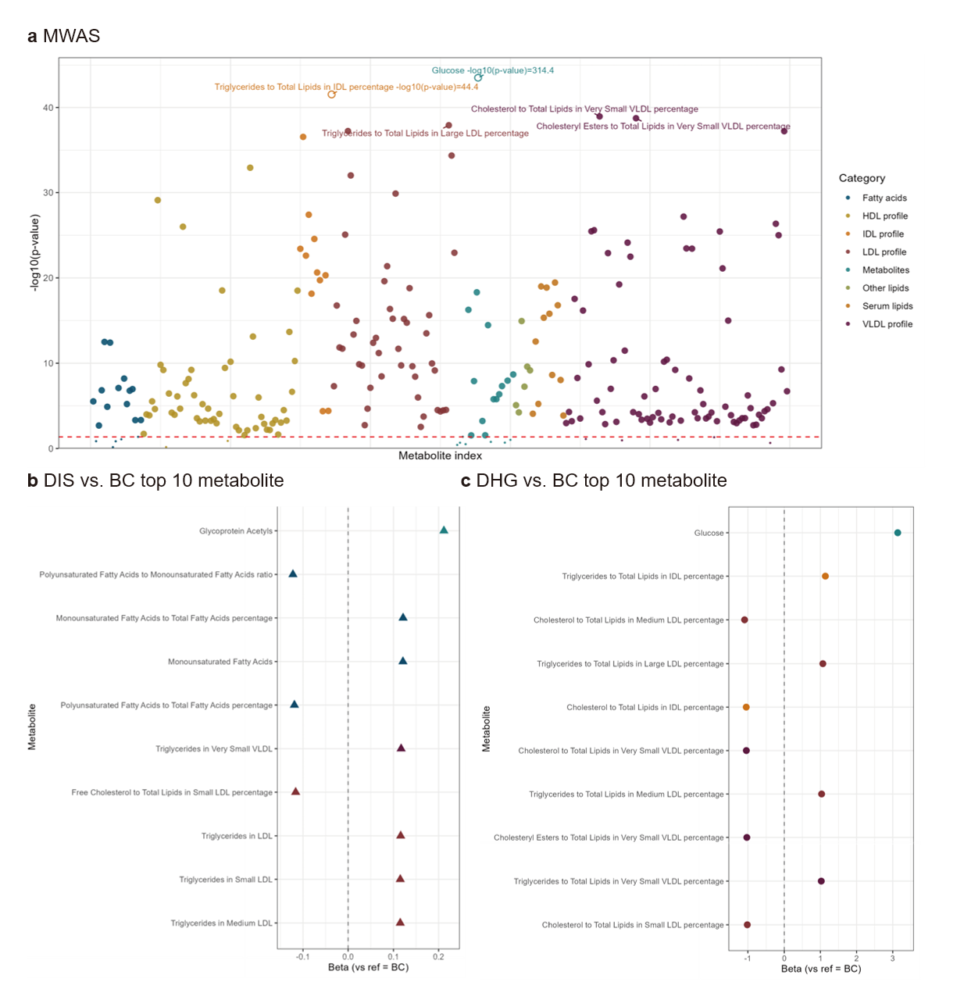 a MWAS
Glucose -log10(p-value)=314.4
Triglycerides to Total Lipids in IDL percentage -log10(p-value)=44.4
Cholesterol to Total Lipids in Very Small VLDL percentage
Cholesteryl Esters to Total Lipids in Very Small VLDL percentage
Triglycerides to Total Lipids in Large LDL percentage
-log10(p-value)
40
30
20
10
0
Metabolite index
Category
Fatty acids
HDL profile
IDL profile
LDL profile
Metabolites
Other lipids
Serum lipids
VLDL profile
b DIS vs. BC top 10 metabolite
Metabolite
Glycoprotein Acetyls
Polyunsaturated Fatty Acids to Monounsaturated Fatty Acids ratio
Monounsaturated Fatty Acids to Total Fatty Acids percentage
Monounsaturated Fatty Acids
Polyunsaturated Fatty Acids to Total Fatty Acids percentage
Triglycerides in Very Small VLDL
Free Cholesterol to Total Lipids in Small LDL percentage
Triglycerides in LDL
Triglycerides in Small LDL
Triglycerides in Medium LDL
-0.1 0.0 0.1 0.2
Beta (vs ref = BC)
c DHG vs. BC top 10 metabolite
Metabolite
Glucose
Triglycerides to Total Lipids in IDL percentage
Cholesterol to Total Lipids in Medium LDL percentage
Triglycerides to Total Lipids in Large LDL percentage
Cholesterol to Total Lipids in IDL percentage
Cholesterol to Total Lipids in Very Small VLDL percentage
Triglycerides to Total Lipids in Medium LDL percentage
Cholesteryl Esters to Total Lipids in Very Small VLDL percentage
Triglycerides to Total Lipids in Very Small VLDL percentage
Cholesterol to Total Lipids in Small LDL percentage
-1 0 1 2 3
Beta (vs ref = BC)